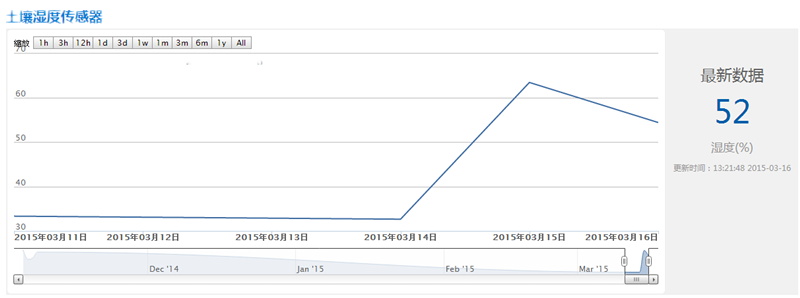 土壤湿度传感器
缩放 1h 3h 12h 1d 3d 1w 1m 3m 6m 1y All
70
60
50
40
30
2015年03月11日 2015年03月12日 2015年03月13日 2015年03月14日 2015年03月15日 2015年03月16日
Dec '14 Jan '15 Feb '15 Mar '15
最新数据
52
湿度(%)
更新时间：13:21:48 2015-03-16